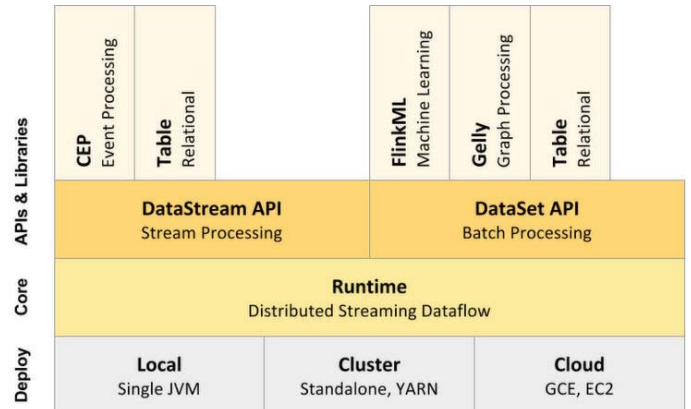 APIs & Libraries
CEP
Event Processing
Table
Relational
FlinkML
Machine Learning
Gelly
Graph Processing
Table
Relational
DataStream API
Stream Processing
DataSet API
Batch Processing
Core
Runtime
Distributed Streaming Dataflow
Deploy
Local
Single JVM
Cluster
Standalone, YARN
Cloud
GCE, EC2